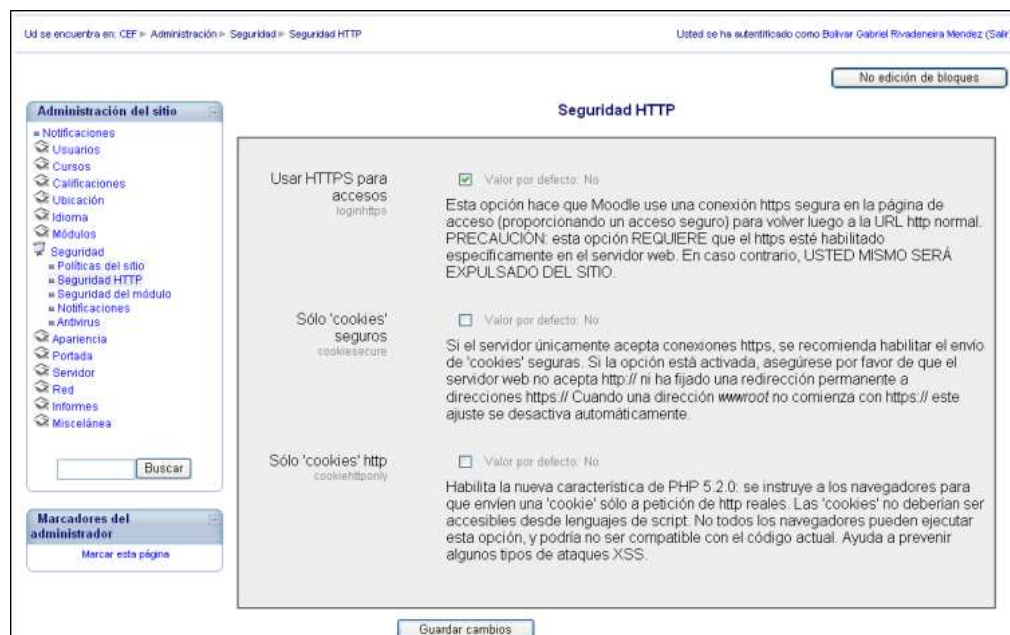 Ud se encuentra en: CEF ► Administración ► Seguridad ► Seguridad HTTP
Usted se ha autentificado como Bolivar Gabriel Rivadeneira Mendez (Salir)
No edición de bloques
Administración del sitio
Notificaciones
Usuarios
Cursos
Calificaciones
Ubicación
Idioma
Módulos
Seguridad
Políticas del sitio
Seguridad HTTP
Seguridad del módulo
Notificaciones
Antivirus
Apariencia
Portada
Servidor
Red
Informes
Miscelánea
Buscar
Marcadores del
administrador
Marcar esta página
Seguridad HTTP
Usar HTTPS para
accesos
loginhttps
Valor por defecto: No
Esta opción hace que Moodle use una conexión https segura en la página de
acceso (proporcionando un acceso seguro) para volver luego a la URL http normal.
PRECAUCIÓN: esta opción REQUIERE que el https esté habilitado
específicamente en el servidor web. En caso contrario, USTED MISMO SERÁ
EXPULSADO DEL SITIO.
Sólo 'cookies'
seguros
cookiesecure
Valor por defecto: No
Si el servidor únicamente acepta conexiones https, se recomienda habilitar el envío
de 'cookies' seguras. Si la opción está activada, asegúrese por favor de que el
servidor web no acepta http:// ni ha fijado una redirección permanente a
direcciones https:// Cuando una dirección wwwroot no comienza con https:// este
ajuste se desactiva automáticamente.
Sólo 'cookies' http
cookiehttponly
Valor por defecto: No
Habilita la nueva característica de PHP 5.2.0: se instruye a los navegadores para
que envíen una 'cookie' sólo a petición de http reales. Las 'cookies' no deberían ser
accesibles desde lenguajes de script. No todos los navegadores pueden ejecutar
esta opción, y podría no ser compatible con el código actual. Ayuda a prevenir
algunos tipos de ataques XSS.
Guardar cambios